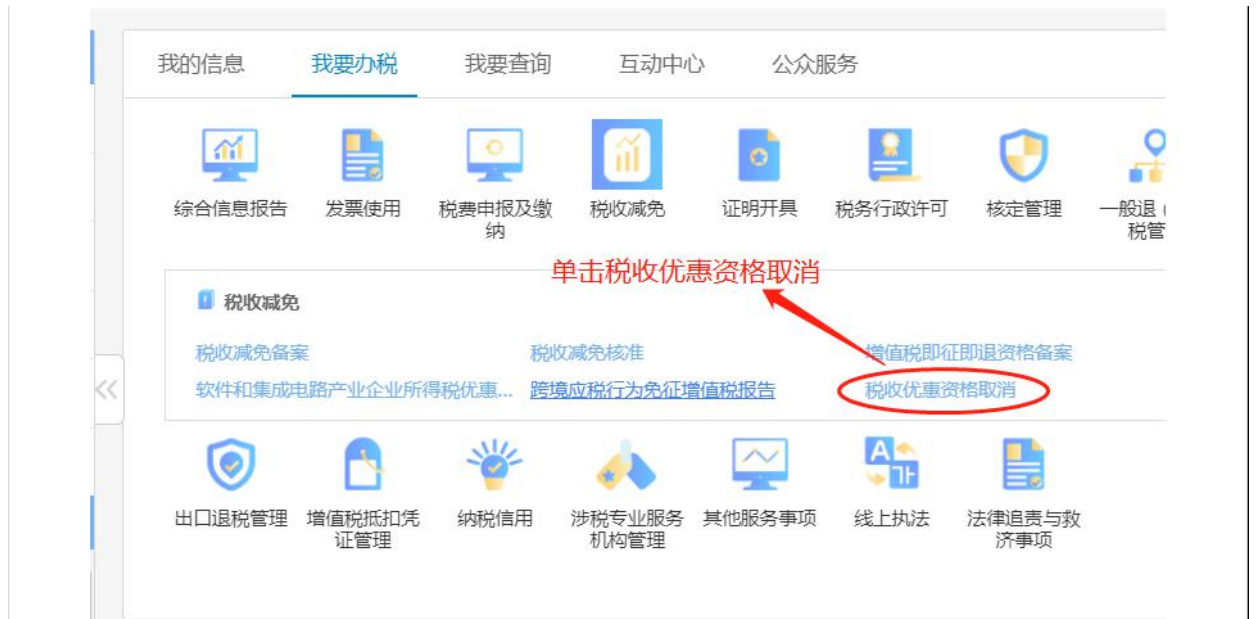 我的信息 我要办税 我要查询 互动中心 公众服务
综合信息报告 发票使用 税费申报及缴纳 税收减免 证明开具 税务行政许可 核定管理 一般退（ 税管
单击税收优惠资格取消
税收减免
税收减免备案 税收减免核准 增值税即征即退资格备案
软件和集成电路产业企业所得税优惠... 跨境应税行为免征增值税报告 税收优惠资格取消
出口退税管理 增值税抵扣凭证管理 纳税信用 涉税专业服务机构管理 其他服务事项 线上执法 法律追责与救济事项